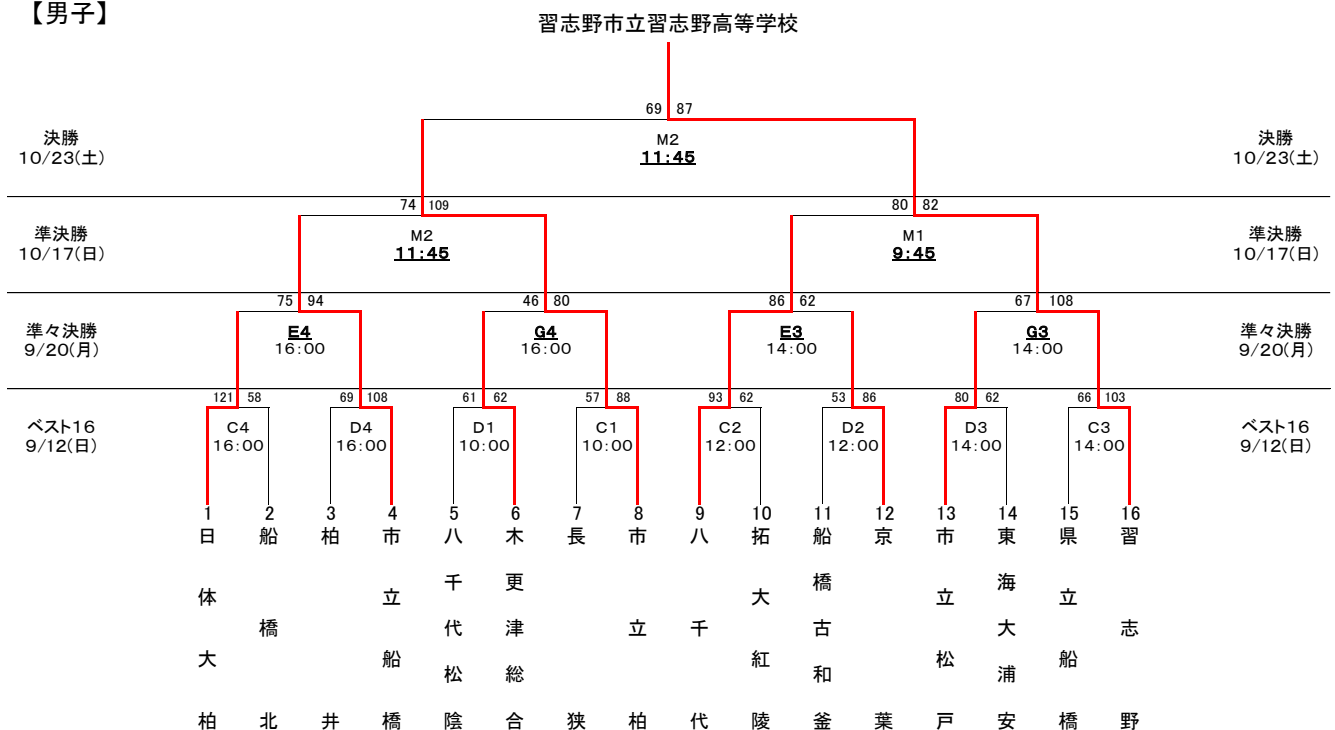 【男子】
習志野市立習志野高等学校
69 87
決勝
10/23(土)
M2
11:45
決勝
10/23(土)
74 109
80 82
準決勝
10/17(日)
M2
11:45
M1
9:45
準決勝
10/17(日)
75 94
46 80
86 62
67 108
準々決勝
9/20(月)
E4
16:00
G4
16:00
E3
14:00
G3
14:00
準々決勝
9/20(月)
121 58
69 108
61 62
57 88
93 62
53 86
80 62
66 103
ベスト16
9/12(日)
C4
16:00
D4
16:00
D1
10:00
C1
10:00
C2
12:00
D2
12:00
D3
14:00
C3
14:00
ベスト16
9/12(日)
1
日体大柏
2
船橋北
3
柏井
4
市立船橋
5
八千代松陰
6
木更津総合
7
長狭
8
市立柏
9
八千代
10
拓大紅陵
11
船橋古和釜
12
京葉
13
市立松戸
14
東海大浦安
15
県立船橋
16
習志野